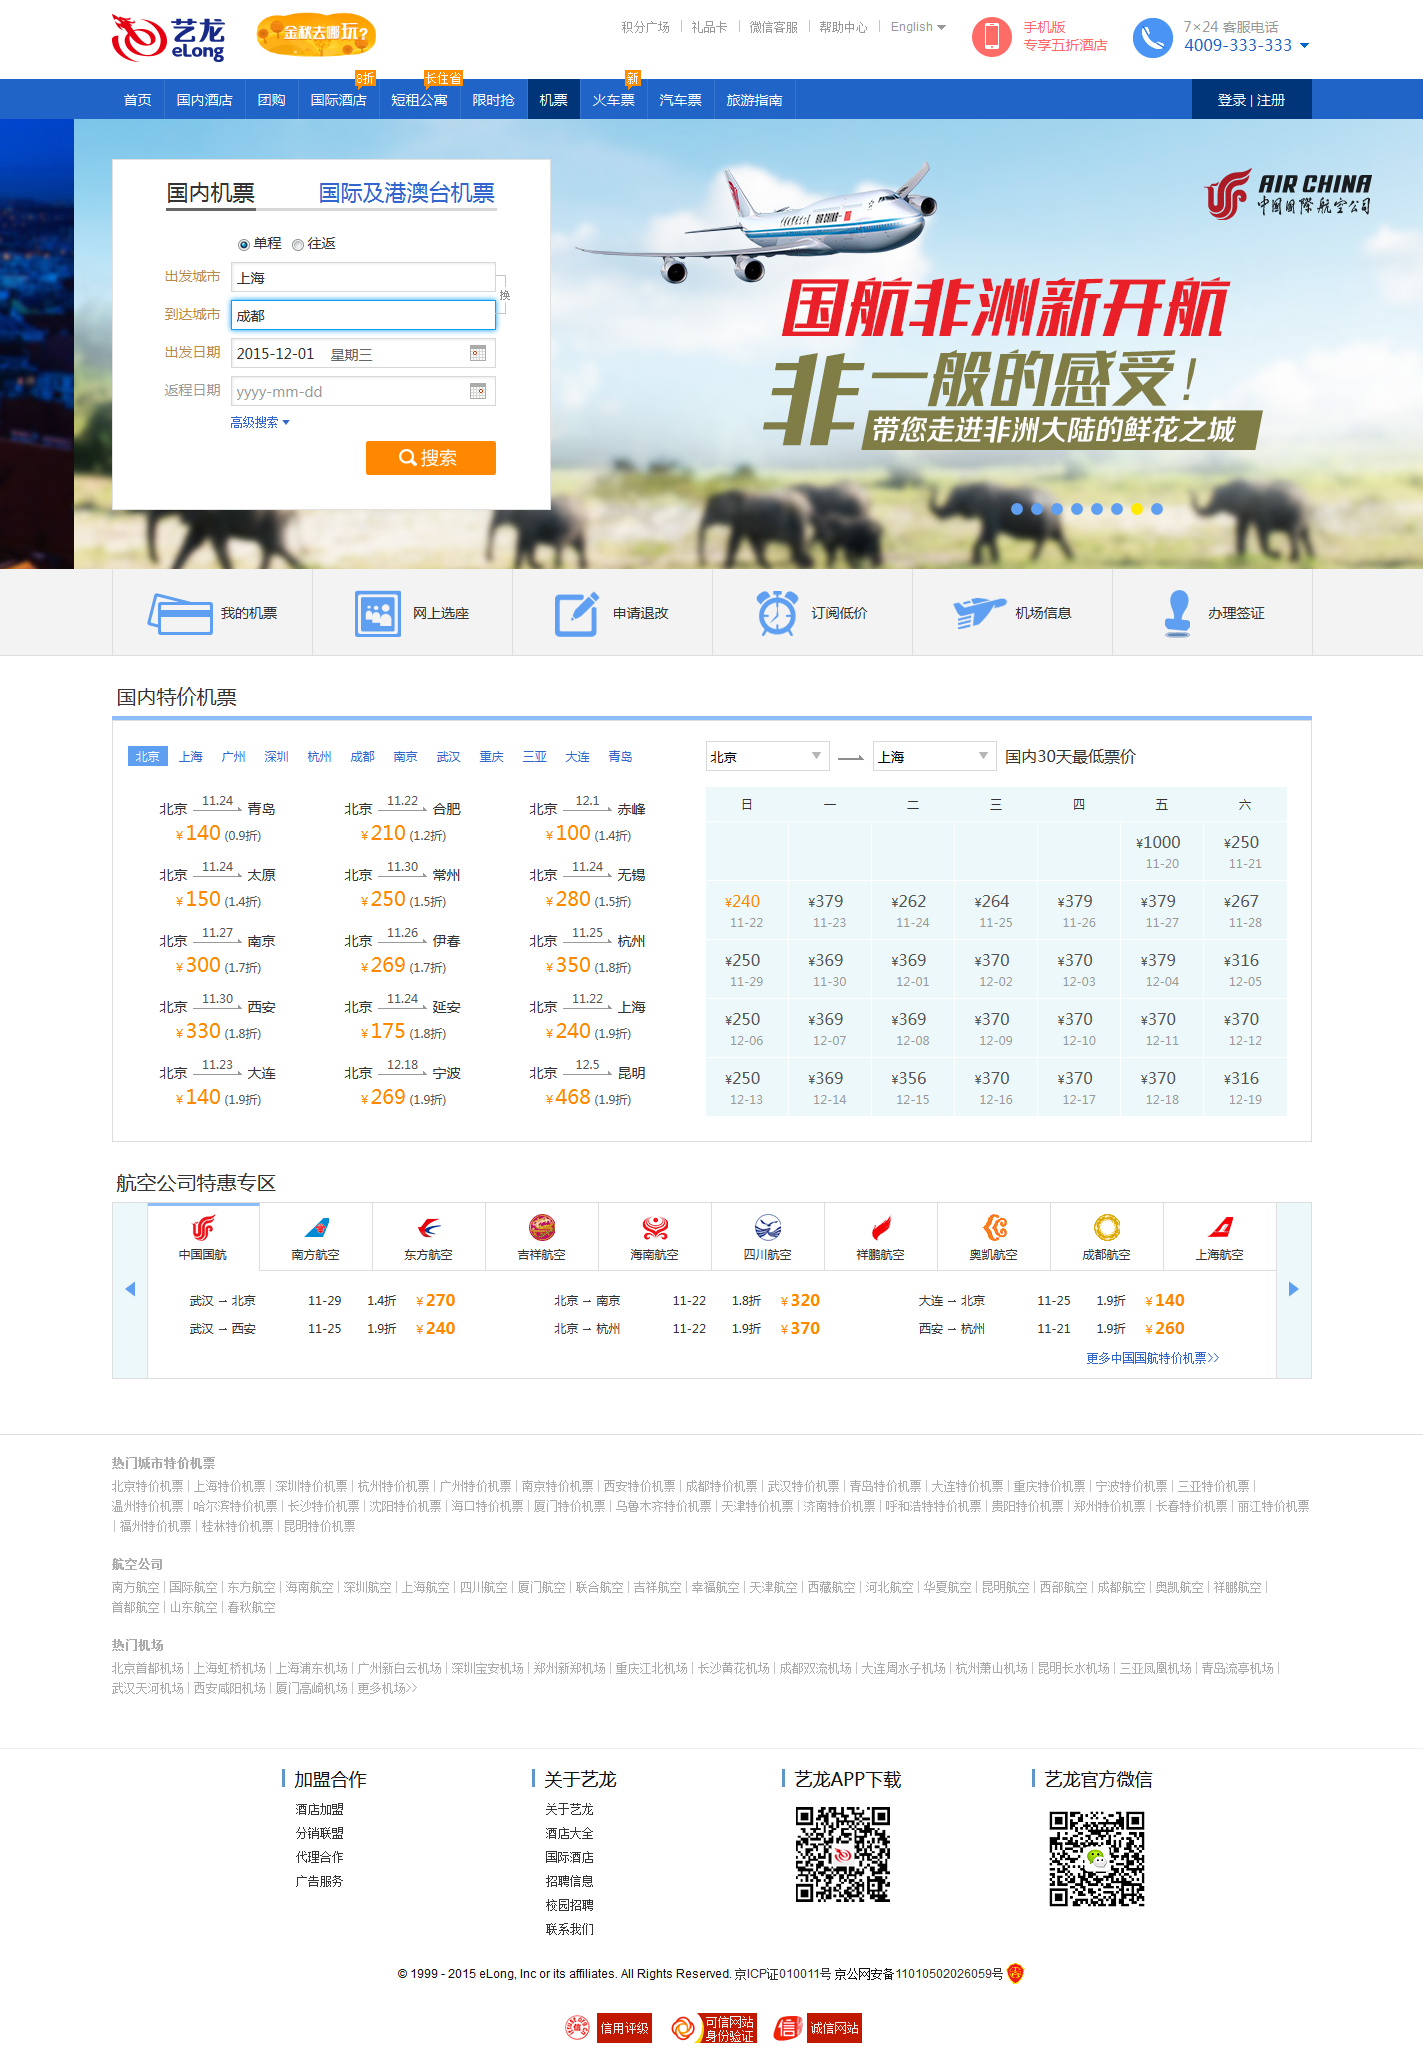 艺龙
eLong
金秋去哪玩?
积分广场
礼品卡
微信客服
帮助中心
English
手机版
专享五折酒店
7×24 客服电话
4009-333-333
8折
长住省
新
首页 国内酒店 团购 国际酒店 短租公寓 限时抢 机票 火车票 汽车票 旅游指南 登录 | 注册
国内机票 国际及港澳台机票
单程 往返
出发城市 上海
换
到达城市 成都
出发日期 2015-12-01 星期三
返程日期 yyyy-mm-dd
高级搜索
搜索
AIR CHINA
中国国际航空公司
AIR CHINA
国航非洲新开航
非一般的感受!
带您走进非洲大陆的鲜花之城
我的机票 网上选座 申请退改 订阅低价 机场信息 办理签证
国内特价机票
北京 上海 广州 深圳 杭州 成都 南京 武汉 重庆 三亚 大连 青岛
北京 11.24 青岛 北京 11.22 合肥 北京 12.1 赤峰
¥140 (0.9折) ¥210 (1.2折) ¥100 (1.4折)
北京 11.24 太原 北京 11.30 常州 北京 11.24 无锡
¥150 (1.4折) ¥250 (1.5折) ¥280 (1.5折)
北京 11.27 南京 北京 11.26 伊春 北京 11.25 杭州
¥300 (1.7折) ¥269 (1.7折) ¥350 (1.8折)
北京 11.30 西安 北京 11.24 延安 北京 11.22 上海
¥330 (1.8折) ¥175 (1.8折) ¥240 (1.9折)
北京 11.23 大连 北京 12.18 宁波 北京 12.5 昆明
¥140 (1.9折) ¥269 (1.9折) ¥468 (1.9折)
北京 上海 国内30天最低票价
日 一 二 三 四 五 六
¥1000 ¥250
11-20 11-21
¥240 ¥379 ¥262 ¥264 ¥379 ¥379 ¥267
11-22 11-23 11-24 11-25 11-26 11-27 11-28
¥250 ¥369 ¥369 ¥370 ¥370 ¥379 ¥316
11-29 11-30 12-01 12-02 12-03 12-04 12-05
¥250 ¥369 ¥369 ¥370 ¥370 ¥370 ¥370
12-06 12-07 12-08 12-09 12-10 12-11 12-12
¥250 ¥369 ¥356 ¥370 ¥370 ¥370 ¥316
12-13 12-14 12-15 12-16 12-17 12-18 12-19
航空公司特惠专区
中国国航 南方航空 东方航空 吉祥航空 海南航空 四川航空 祥鹏航空 奥凯航空 成都航空 上海航空
武汉 → 北京 11-29 1.4折 ¥270 北京 → 南京 11-22 1.8折 ¥320 大连 → 北京 11-25 1.9折 ¥140
武汉 → 西安 11-25 1.9折 ¥240 北京 → 杭州 11-22 1.9折 ¥370 西安 → 杭州 11-21 1.9折 ¥260
更多中国国航特价机票>>
热门城市特价机票
北京特价机票 | 上海特价机票 | 深圳特价机票 | 杭州特价机票 | 广州特价机票 | 南京特价机票 | 西安特价机票 | 成都特价机票 | 武汉特价机票 | 青岛特价机票 | 大连特价机票 | 重庆特价机票 | 宁波特价机票 | 三亚特价机票 |
温州特价机票 | 哈尔滨特价机票 | 长沙特价机票 | 沈阳特价机票 | 海口特价机票 | 厦门特价机票 | 乌鲁木齐特价机票 | 天津特价机票 | 济南特价机票 | 呼和浩特特价机票 | 贵阳特价机票 | 郑州特价机票 | 长春特价机票 | 丽江特价机票
| 福州特价机票 | 桂林特价机票 | 昆明特价机票
航空公司
南方航空 | 国际航空 | 东方航空 | 海南航空 | 深圳航空 | 上海航空 | 四川航空 | 厦门航空 | 联合航空 | 吉祥航空 | 幸福航空 | 天津航空 | 西藏航空 | 河北航空 | 华夏航空 | 昆明航空 | 西部航空 | 成都航空 | 奥凯航空 | 祥鹏航空 |
首都航空 | 山东航空 | 春秋航空
热门机场
北京首都机场 | 上海虹桥机场 | 上海浦东机场 | 广州新白云机场 | 深圳宝安机场 | 郑州新郑机场 | 重庆江北机场 | 长沙黄花机场 | 成都双流机场 | 大连周水子机场 | 杭州萧山机场 | 昆明长水机场 | 三亚凤凰机场 | 青岛流亭机场 |
武汉天河机场 | 西安咸阳机场 | 厦门高崎机场 | 更多机场>>
加盟合作
酒店加盟
分销联盟
代理合作
广告服务
关于艺龙
关于艺龙
酒店大全
国际酒店
招聘信息
校园招聘
联系我们
艺龙APP下载
艺龙官方微信
© 1999 - 2015 eLong, Inc or its affiliates. All Rights Reserved. 京ICP证010011号 京公网安备11010502026059号
信用评级
可信网站
身份验证
信 诚信网站